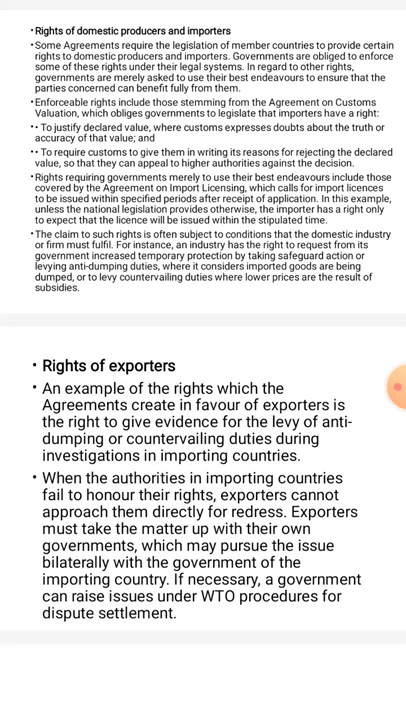 • Rights of domestic producers and importers
• Some Agreements require the legislation of member countries to provide certain
rights to domestic producers and importers. Governments are obliged to enforce
some of these rights under their legal systems. In regard to other rights,
governments are merely asked to use their best endeavours to ensure that the
parties concerned can benefit fully from them.
• Enforceable rights include those stemming from the Agreement on Customs
Valuation, which obliges governments to legislate that importers have a right:
• • To justify declared value, where customs expresses doubts about the truth or
accuracy of that value; and
• • To require customs to give them in writing its reasons for rejecting the declared
value, so that they can appeal to higher authorities against the decision.
• Rights requiring governments merely to use their best endeavours include those
covered by the Agreement on Import Licensing, which calls for import licences
to be issued within specified periods after receipt of application. In this example,
unless the national legislation provides otherwise, the importer has a right only
to expect that the licence will be issued within the stipulated time.
• The claim to such rights is often subject to conditions that the domestic industry
or firm must fulfil. For instance, an industry has the right to request from its
government increased temporary protection by taking safeguard action or
levying anti-dumping duties, where it considers imported goods are being
dumped, or to levy countervailing duties where lower prices are the result of
subsidies.
• Rights of exporters
• An example of the rights which the
Agreements create in favour of exporters is
the right to give evidence for the levy of anti-
dumping or countervailing duties during
investigations in importing countries.
• When the authorities in importing countries
fail to honour their rights, exporters cannot
approach them directly for redress. Exporters
must take the matter up with their own
governments, which may pursue the issue
bilaterally with the government of the
importing country. If necessary, a government
can raise issues under WTO procedures for
dispute settlement.